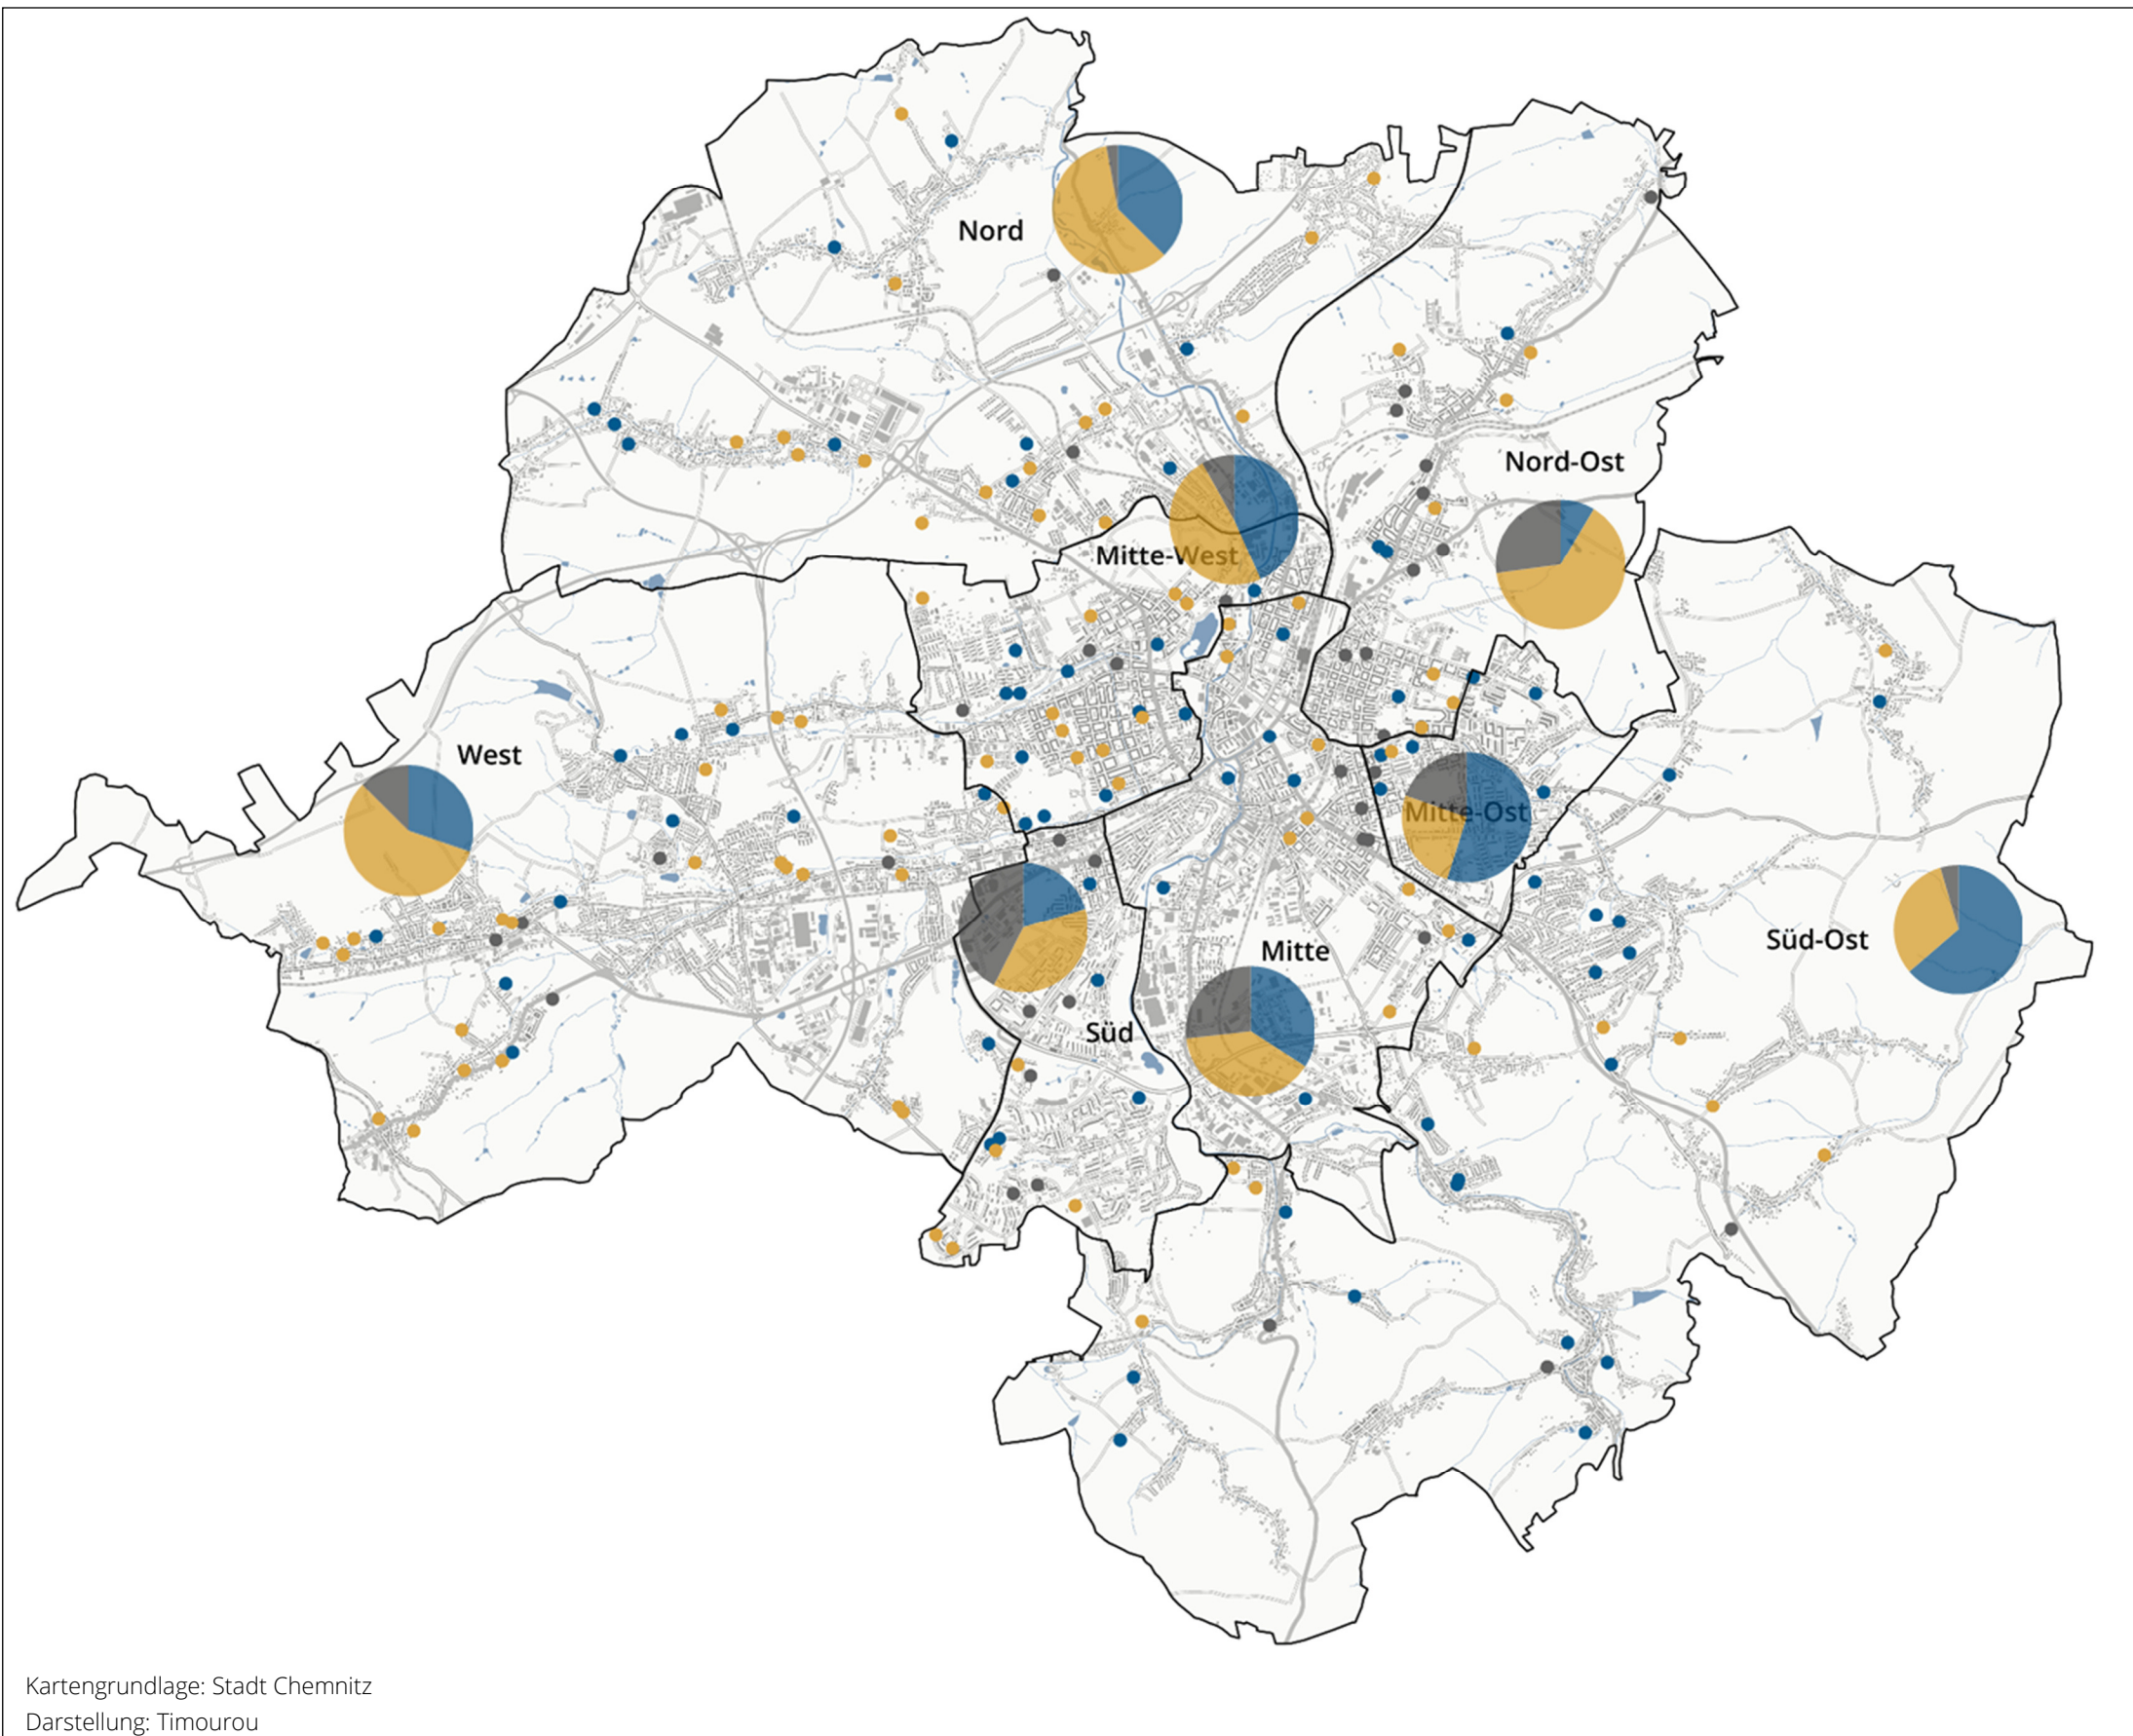 Nord
Nord-Ost
Mitte-West
West
Mitte-Ost
Süd-Ost
Mitte
Süd
Kartengrundlage: Stadt Chemnitz
Darstellung: Timourou